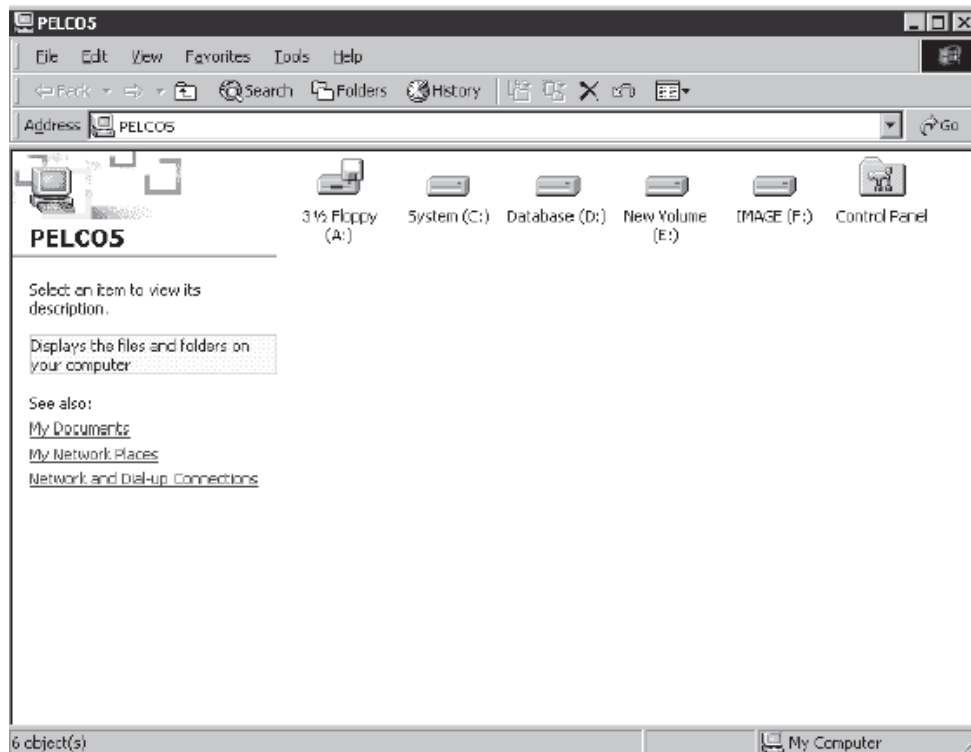 PELCO5
File Edit View Favorites Tools Help
Back Search Folders History
Address PELCO5 Go
3½ Floppy (A:)
System (C:)
Database (D:)
New Volume (E:)
IMAGE (F:)
Control Panel
PELCO5
Select an item to view its
description.
Displays the files and folders on
your computer
See also:
My Documents
My Network Places
Network and Dial-up Connections
6 object(s) My Computer